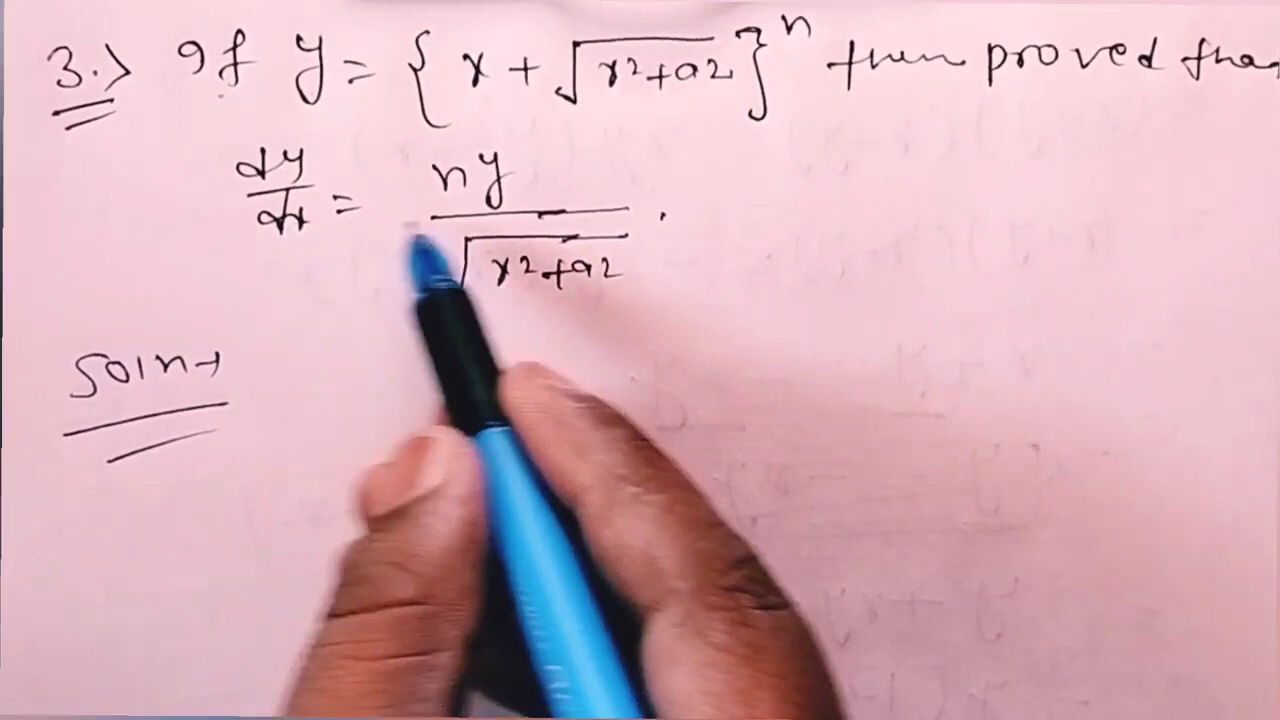 3.> If y = { x + √x2+a2 }^n then proved that
dy/dx = ny/√x2+a2 .
Soln→